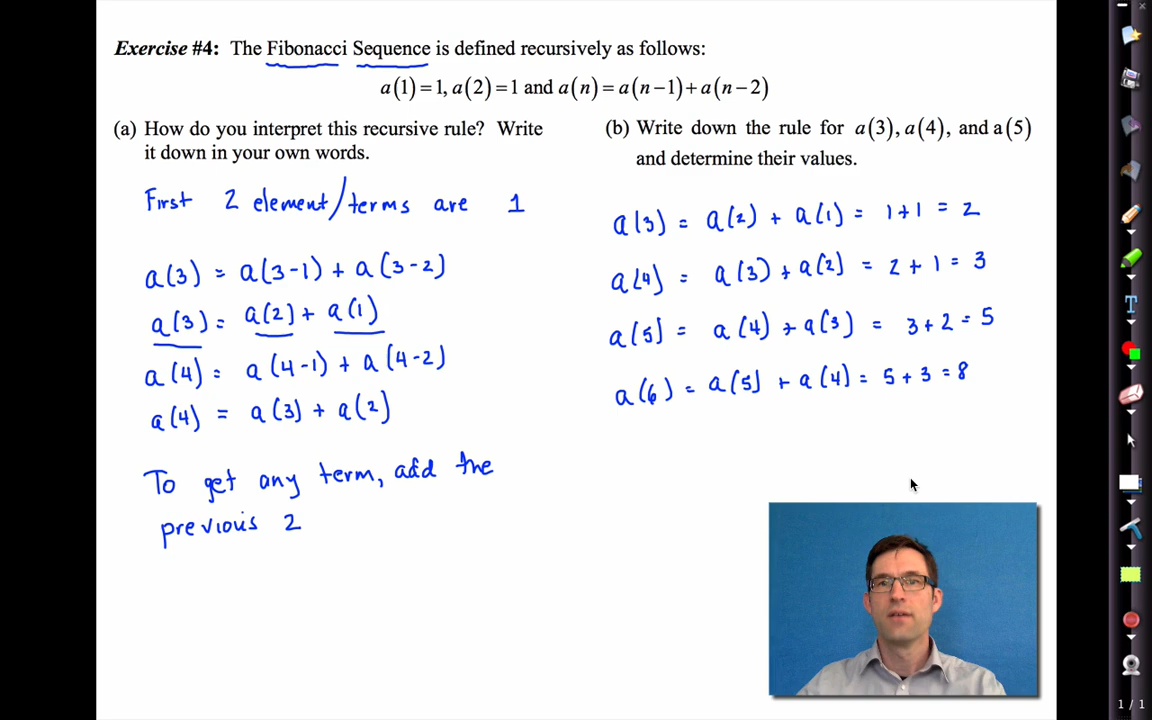 Exercise #4: The Fibonacci Sequence is defined recursively as follows:
a(1)=1, a(2)=1 and a(n)=a(n−1)+a(n−2)
(a) How do you interpret this recursive rule? Write
it down in your own words.
First 2 element/terms are 1
a(3) = a(3-1) + a(3-2)
a(3) = a(2) + a(1)
a(4) = a(4-1) + a(4-2)
a(4) = a(3) + a(2)
To get any term, add the
previous 2
(b) Write down the rule for a(3), a(4), and a(5)
and determine their values.
a(3) = a(2) + a(1) = 1+1 = 2
a(4) = a(3) + a(2) = 2+1 = 3
a(5) = a(4) + a(3) = 3+2 = 5
a(6) = a(5) + a(4) = 5+3 = 8
T
1 / 1